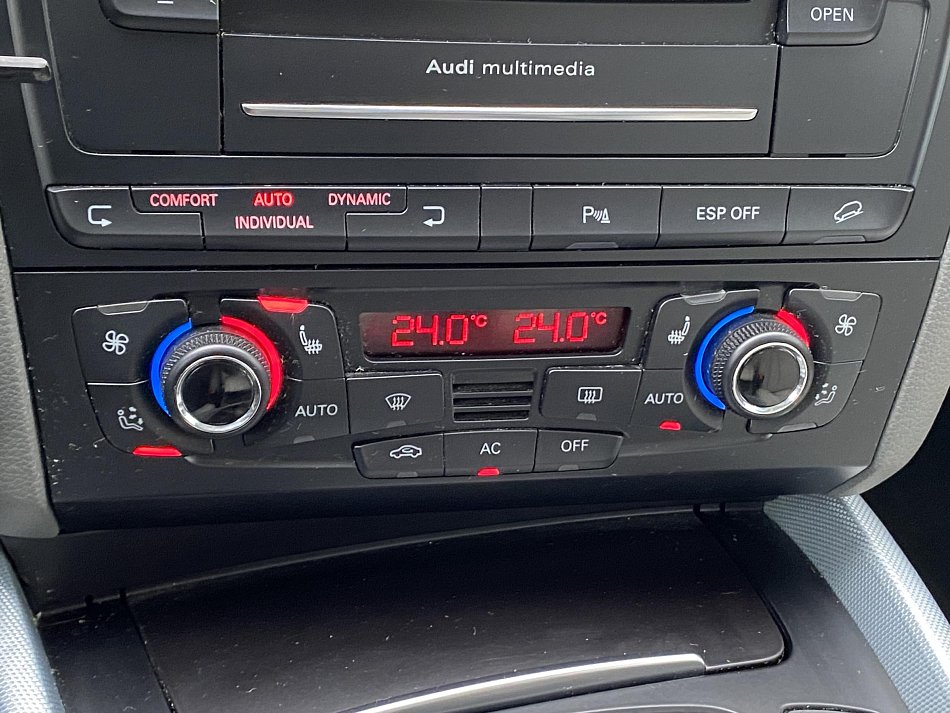 OPEN
Audi multimedia
COMFORT AUTO DYNAMIC
INDIVIDUAL
P ESP OFF
24.0°C 24.0°C
AUTO AUTO
AC OFF